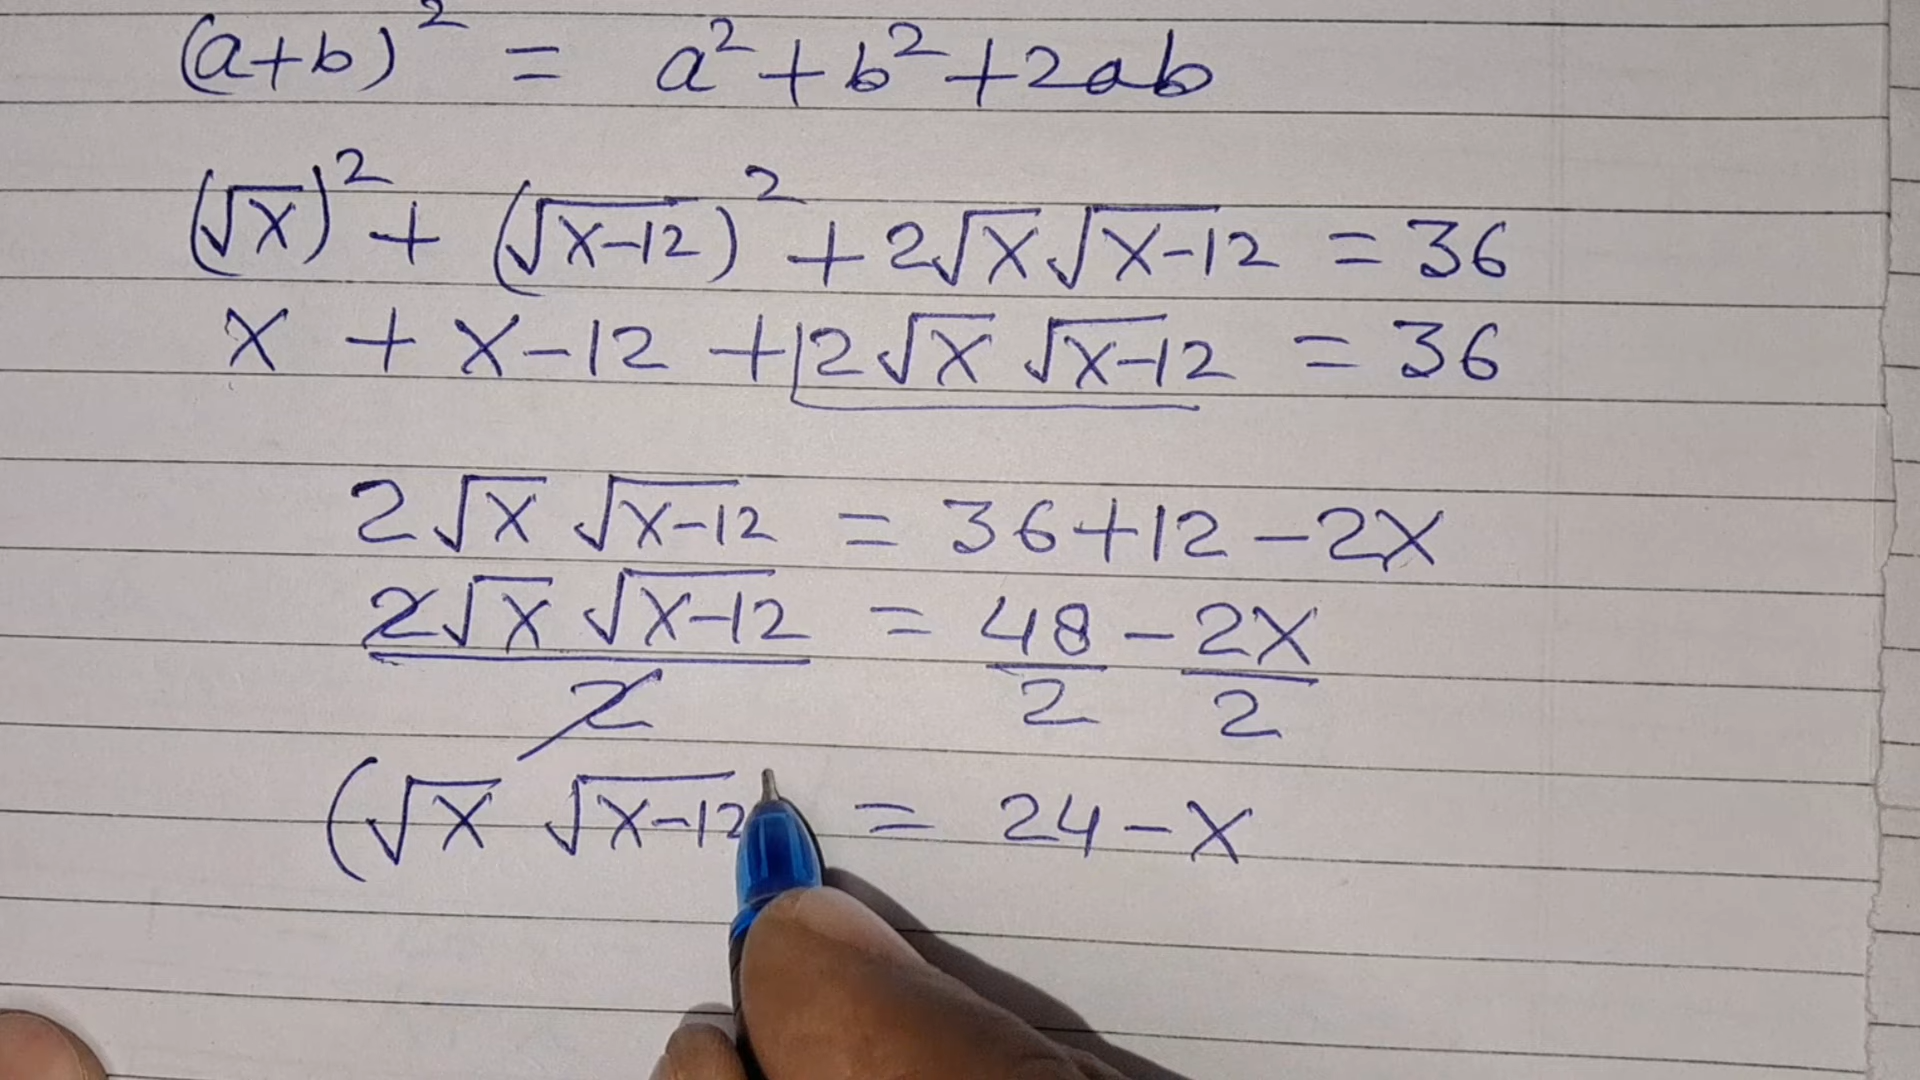 (a+b)² = a²+b²+2ab
(√x)² + (√x-12)² + 2√x√x-12 = 36
x + x-12 + 2√x √x-12 = 36
2√x √x-12 = 36+12-2x
2√x √x-12 = 48 - 2x
2 2 2
(√x √x-12 = 24-x